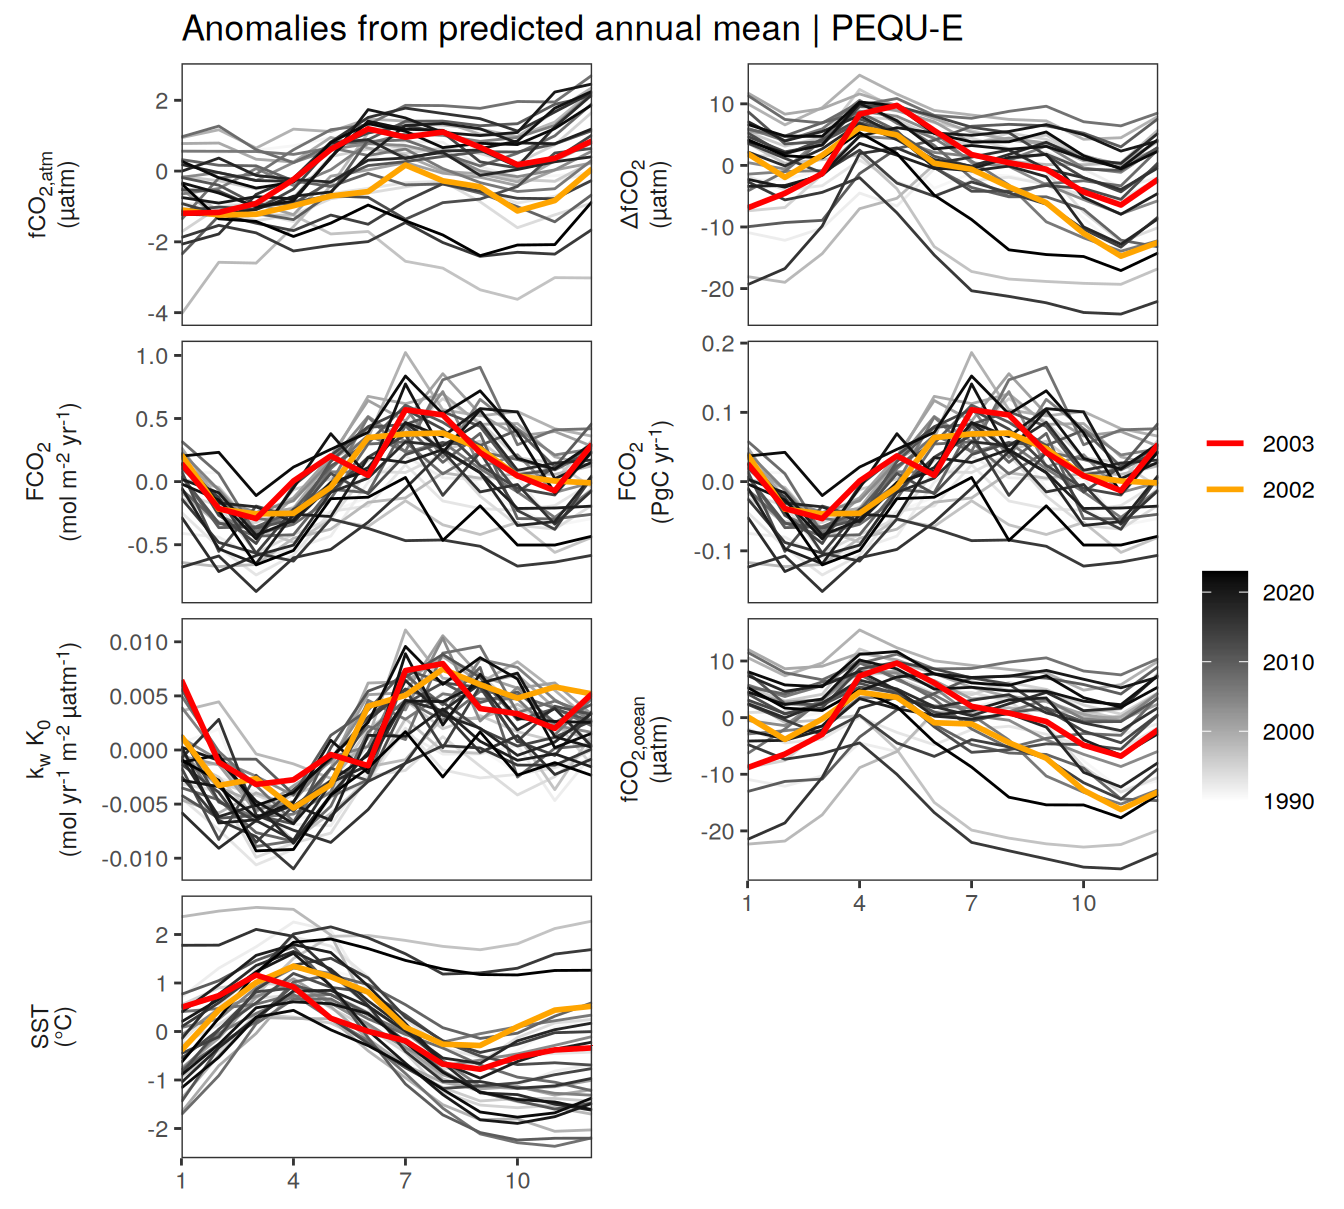 Anomalies from predicted annual mean | PEQU-E
fCO2,atm
(µatm)
2
0
-2
-4
ΔfCO2
(µatm)
10
0
-10
-20
FCO2
(mol m-2 yr-1)
1.0
0.5
0.0
-0.5
FCO2
(PgC yr-1)
0.2
0.1
0.0
-0.1
kw K0
(mol yr-1 m-2 µatm-1)
0.010
0.005
0.000
-0.005
-0.010
fCO2,ocean
(µatm)
10
0
-10
-20
1 4 7 10
SST
(°C)
2
1
0
-1
-2
1 4 7 10
2003
2002
2020
2010
2000
1990